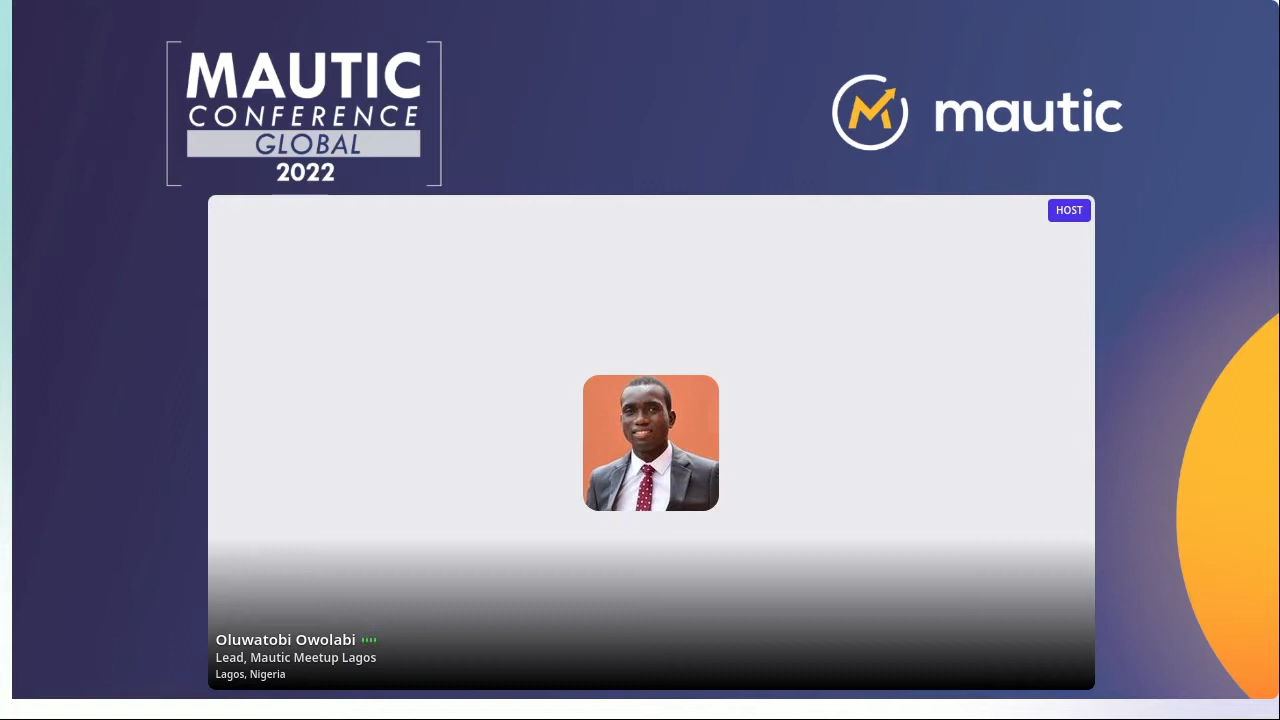 MAUTIC
CONFERENCE
GLOBAL
2022
mautic
HOST
Oluwatobi Owolabi
Lead, Mautic Meetup Lagos
Lagos, Nigeria